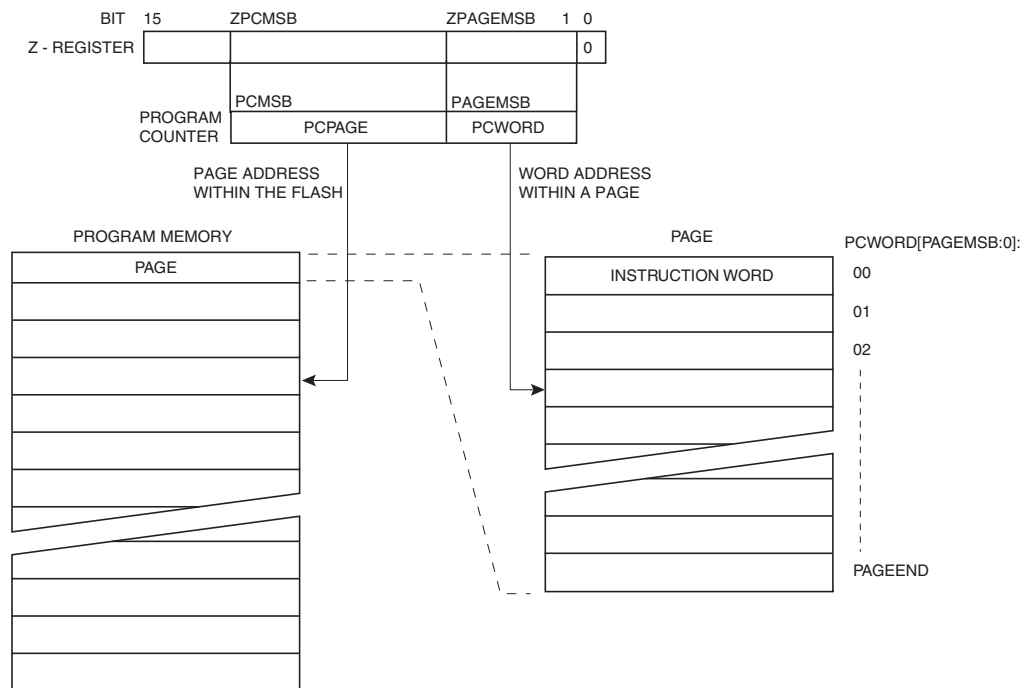 BIT 15 ZPCMSB ZPAGEMSB 1 0
Z - REGISTER 0
PCMSB PAGEMSB
PROGRAM
COUNTER
PCPAGE PCWORD
PAGE ADDRESS
WITHIN THE FLASH
WORD ADDRESS
WITHIN A PAGE
PROGRAM MEMORY
PAGE
PAGE
PCWORD[PAGEMSB:0]:
INSTRUCTION WORD
00
01
02
PAGEEND